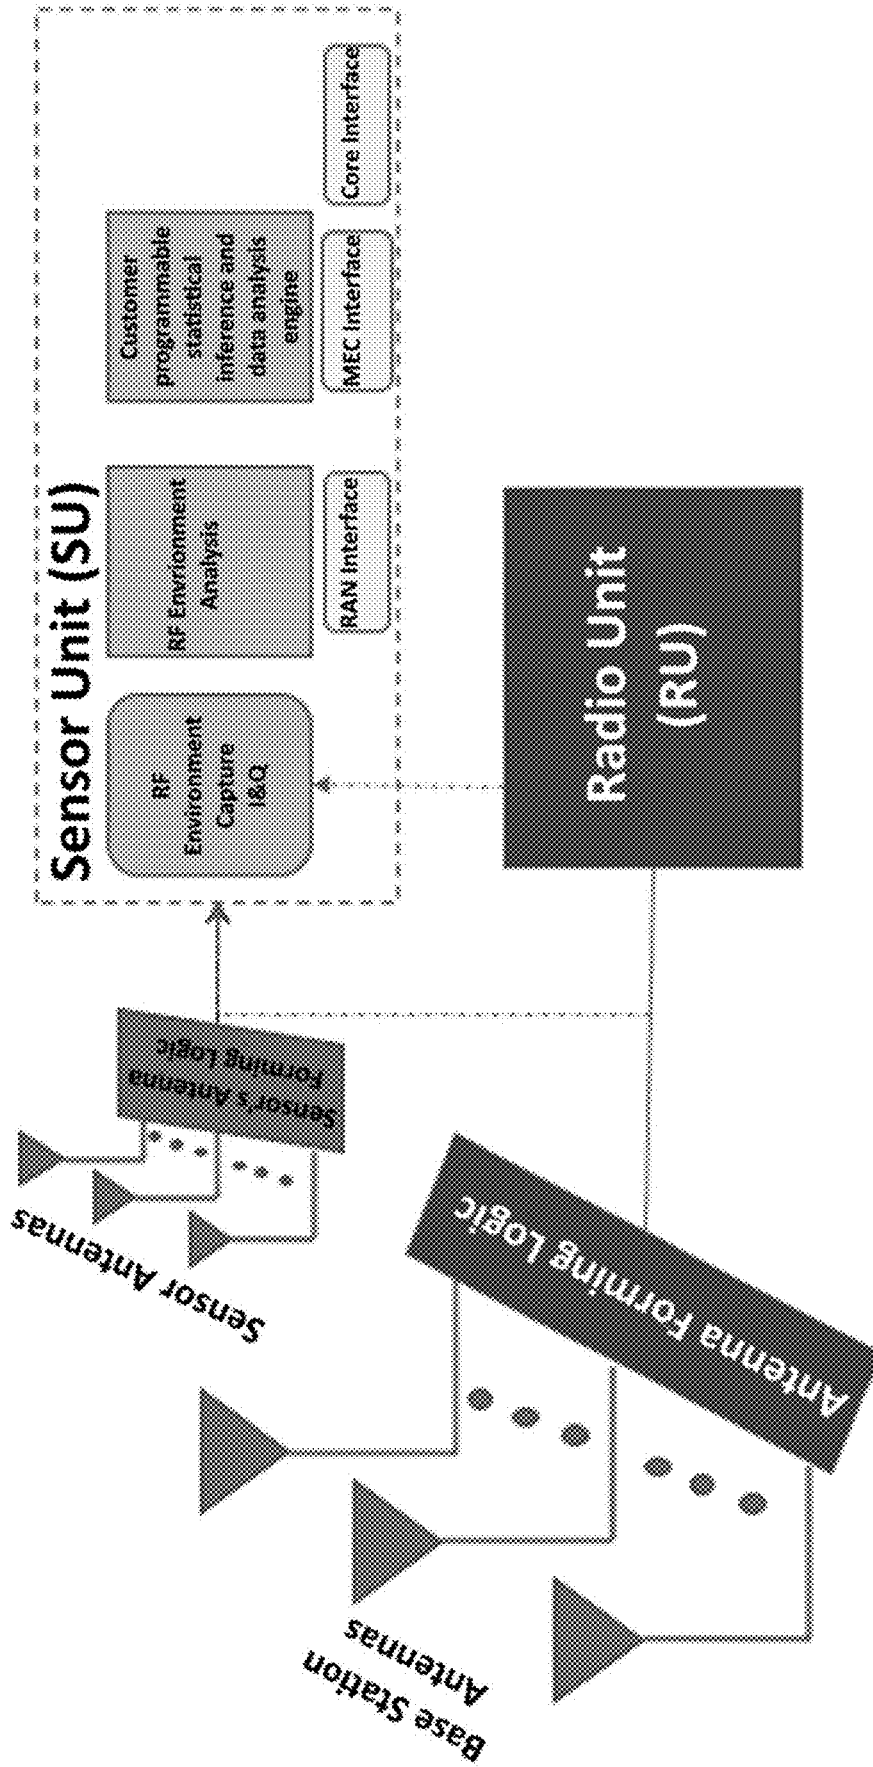 Sensor Unit (SU)
RF
Environment
Capture
I&Q
RF Envrionment
Analysis
Customer
programmable
statistical
inference and
data analysis
engine
RAN Interface
MEC Interface
Core Interface
Sensor Antennas
Sensor's Antenna
Forming Logic
Radio Unit
(RU)
Base Station
Antennas
Antenna Forming Logic